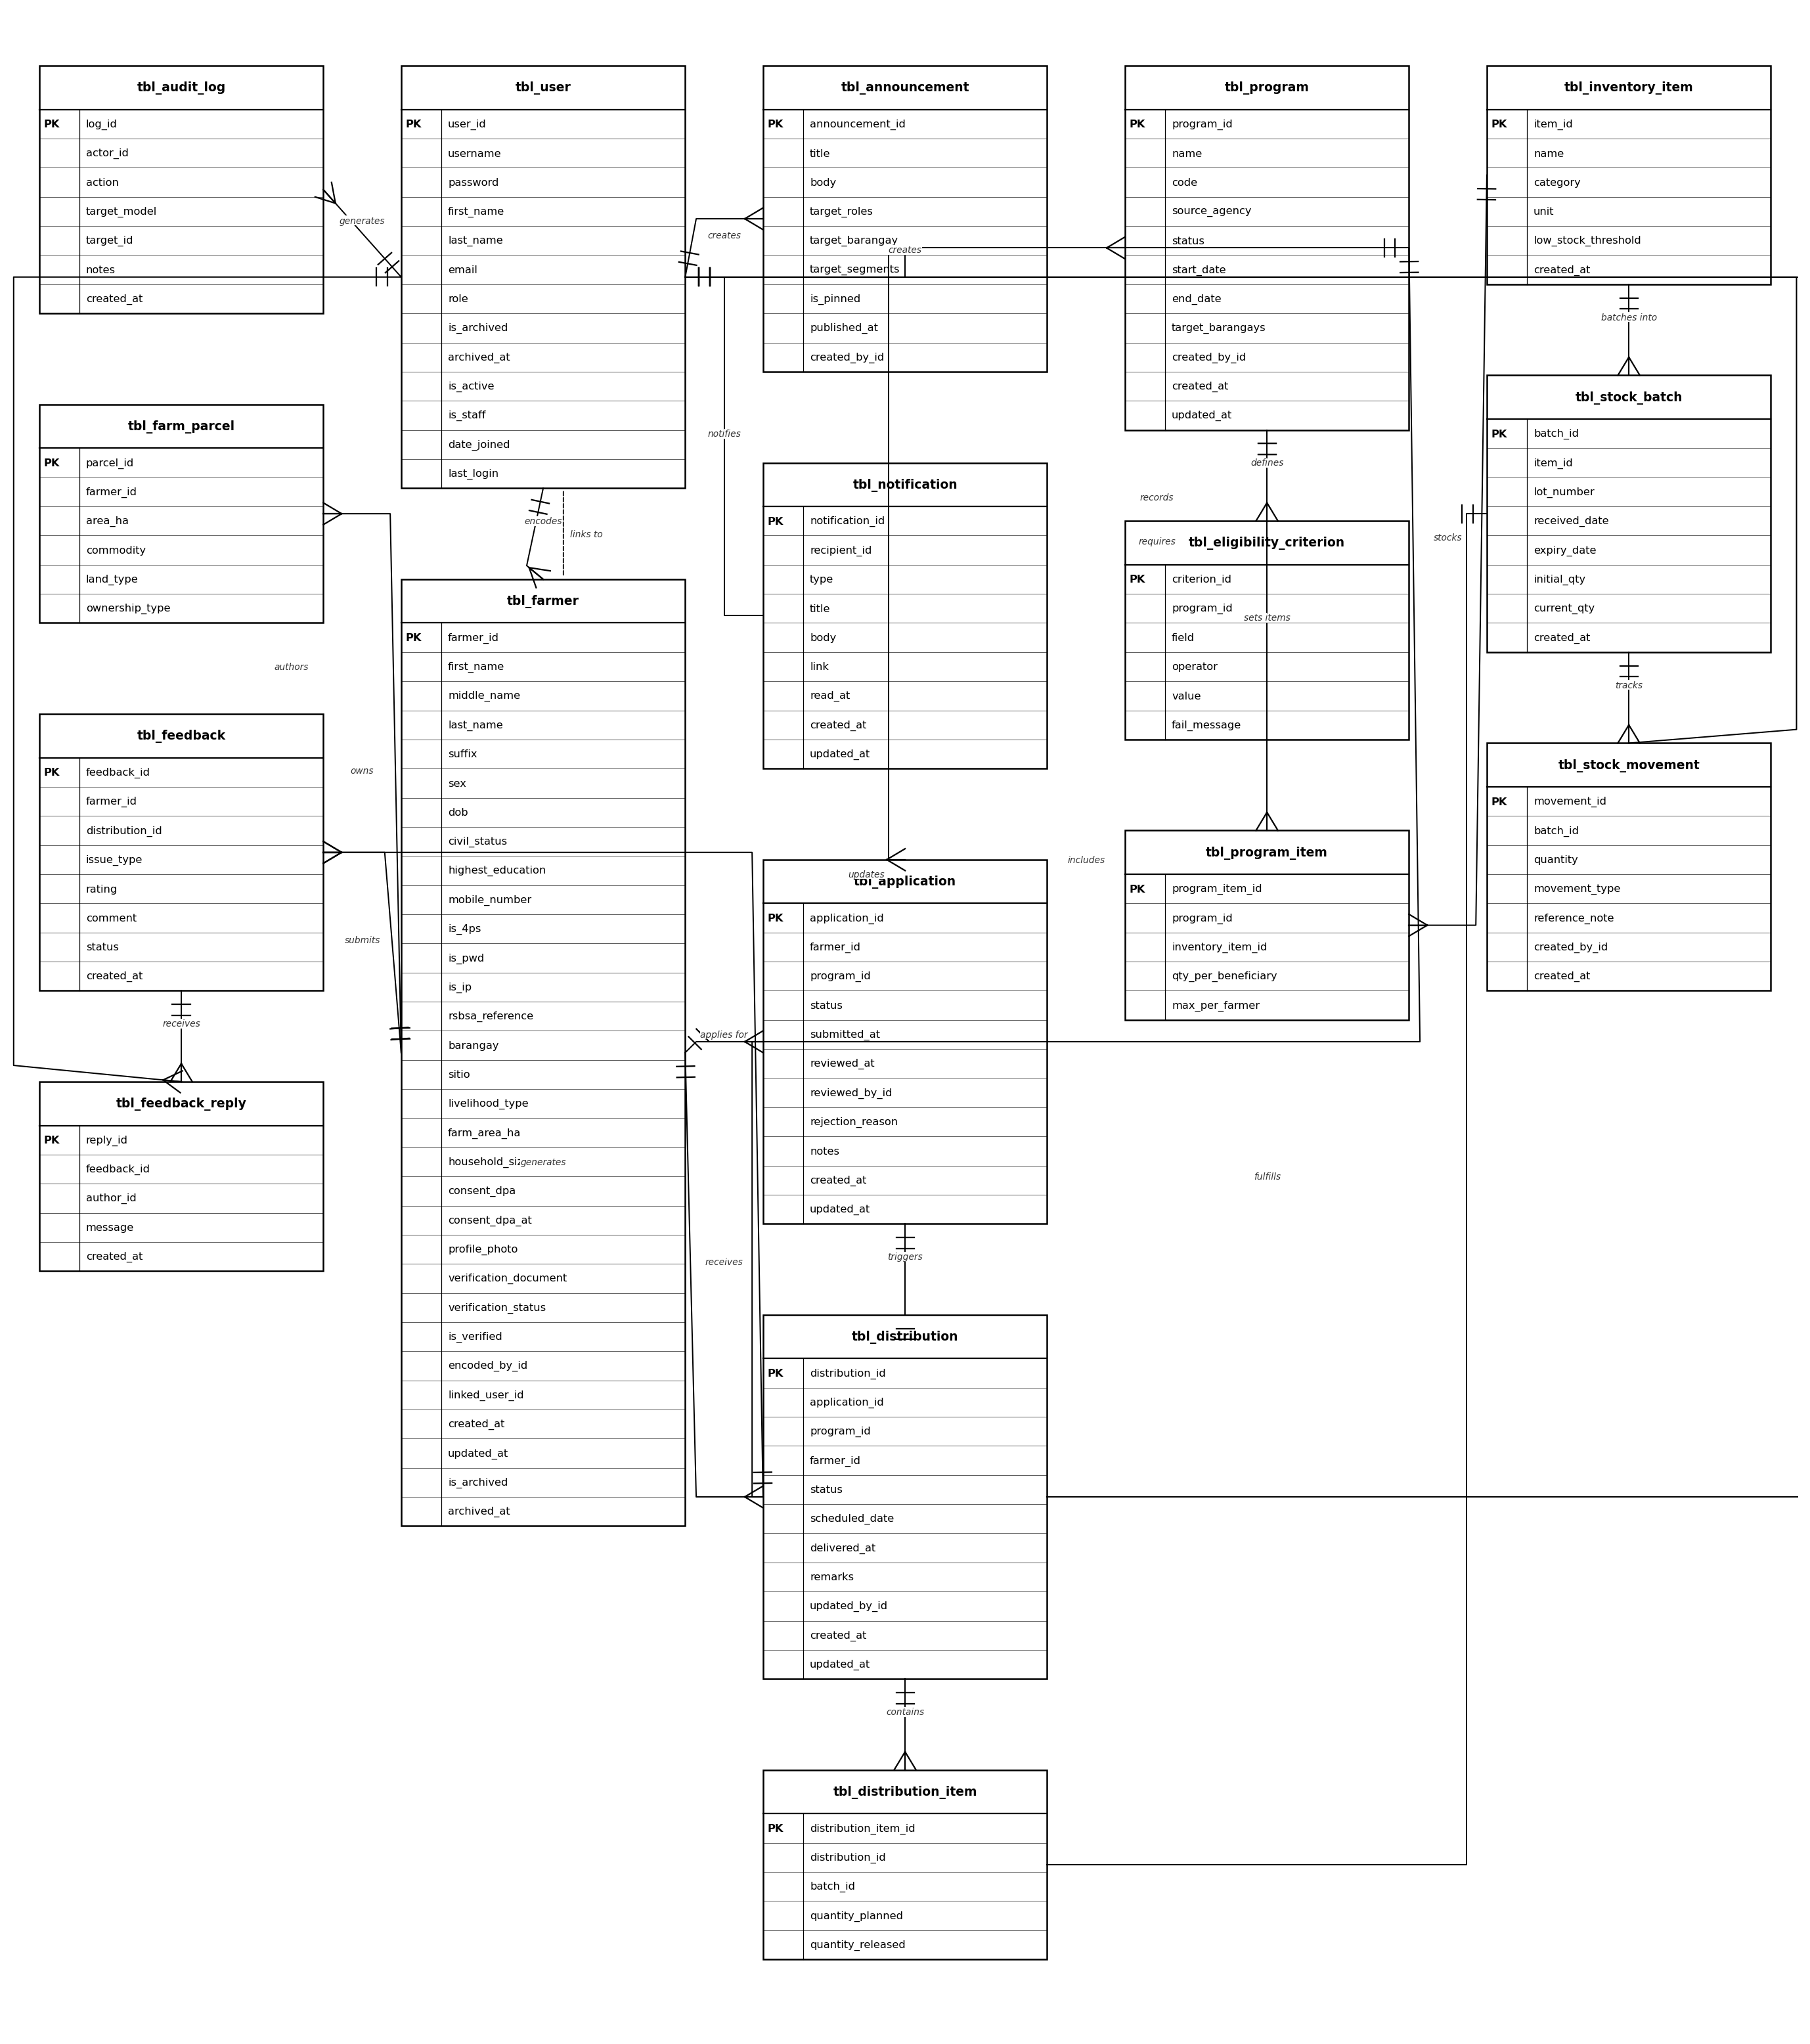 tbl_audit_log
PK log_id
actor_id
action
target_model
target_id
notes
created_at
generates
tbl_user
PK user_id
username
password
first_name
last_name
email
role
is_archived
archived_at
is_active
is_staff
date_joined
last_login
creates
notifies
encodes
links to
tbl_announcement
PK announcement_id
title
body
target_roles
target_barangay
creates
target_segments
is_pinned
published_at
created_by_id
tbl_program
PK program_id
name
code
source_agency
status
start_date
end_date
target_barangays
created_by_id
created_at
updated_at
defines
records
requires
tbl_inventory_item
PK item_id
name
category
unit
low_stock_threshold
created_at
batches into
tbl_farm_parcel
PK parcel_id
farmer_id
area_ha
commodity
land_type
ownership_type
authors
owns
tbl_notification
PK notification_id
recipient_id
type
title
body
link
read_at
created_at
updated_at
tbl_eligibility_criterion
PK criterion_id
program_id
sets items
field
operator
value
fail_message
stocks
tbl_stock_batch
PK batch_id
item_id
lot_number
received_date
expiry_date
initial_qty
current_qty
created_at
tracks
tbl_farmer
PK farmer_id
first_name
middle_name
last_name
suffix
sex
dob
civil_status
highest_education
mobile_number
is_4ps
is_pwd
is_ip
rsbsa_reference
barangay
sitio
livelihood_type
farm_area_ha
generates
consent_dpa
consent_dpa_at
profile_photo
verification_document
verification_status
is_verified
encoded_by_id
linked_user_id
created_at
updated_at
is_archived
archived_at
tbl_feedback
PK feedback_id
farmer_id
distribution_id
issue_type
rating
comment
status
created_at
submits
receives
tbl_feedback_reply
PK reply_id
feedback_id
author_id
message
created_at
updates
tbl_application
PK application_id
farmer_id
program_id
status
submitted_at
reviewed_at
reviewed_by_id
rejection_reason
notes
created_at
updated_at
applies for
includes
triggers
receives
tbl_program_item
PK program_item_id
program_id
inventory_item_id
qty_per_beneficiary
max_per_farmer
fulfills
tbl_stock_movement
PK movement_id
batch_id
quantity
movement_type
reference_note
created_by_id
created_at
tbl_distribution
PK distribution_id
application_id
program_id
farmer_id
status
scheduled_date
delivered_at
remarks
updated_by_id
created_at
updated_at
contains
tbl_distribution_item
PK distribution_item_id
distribution_id
batch_id
quantity_planned
quantity_released